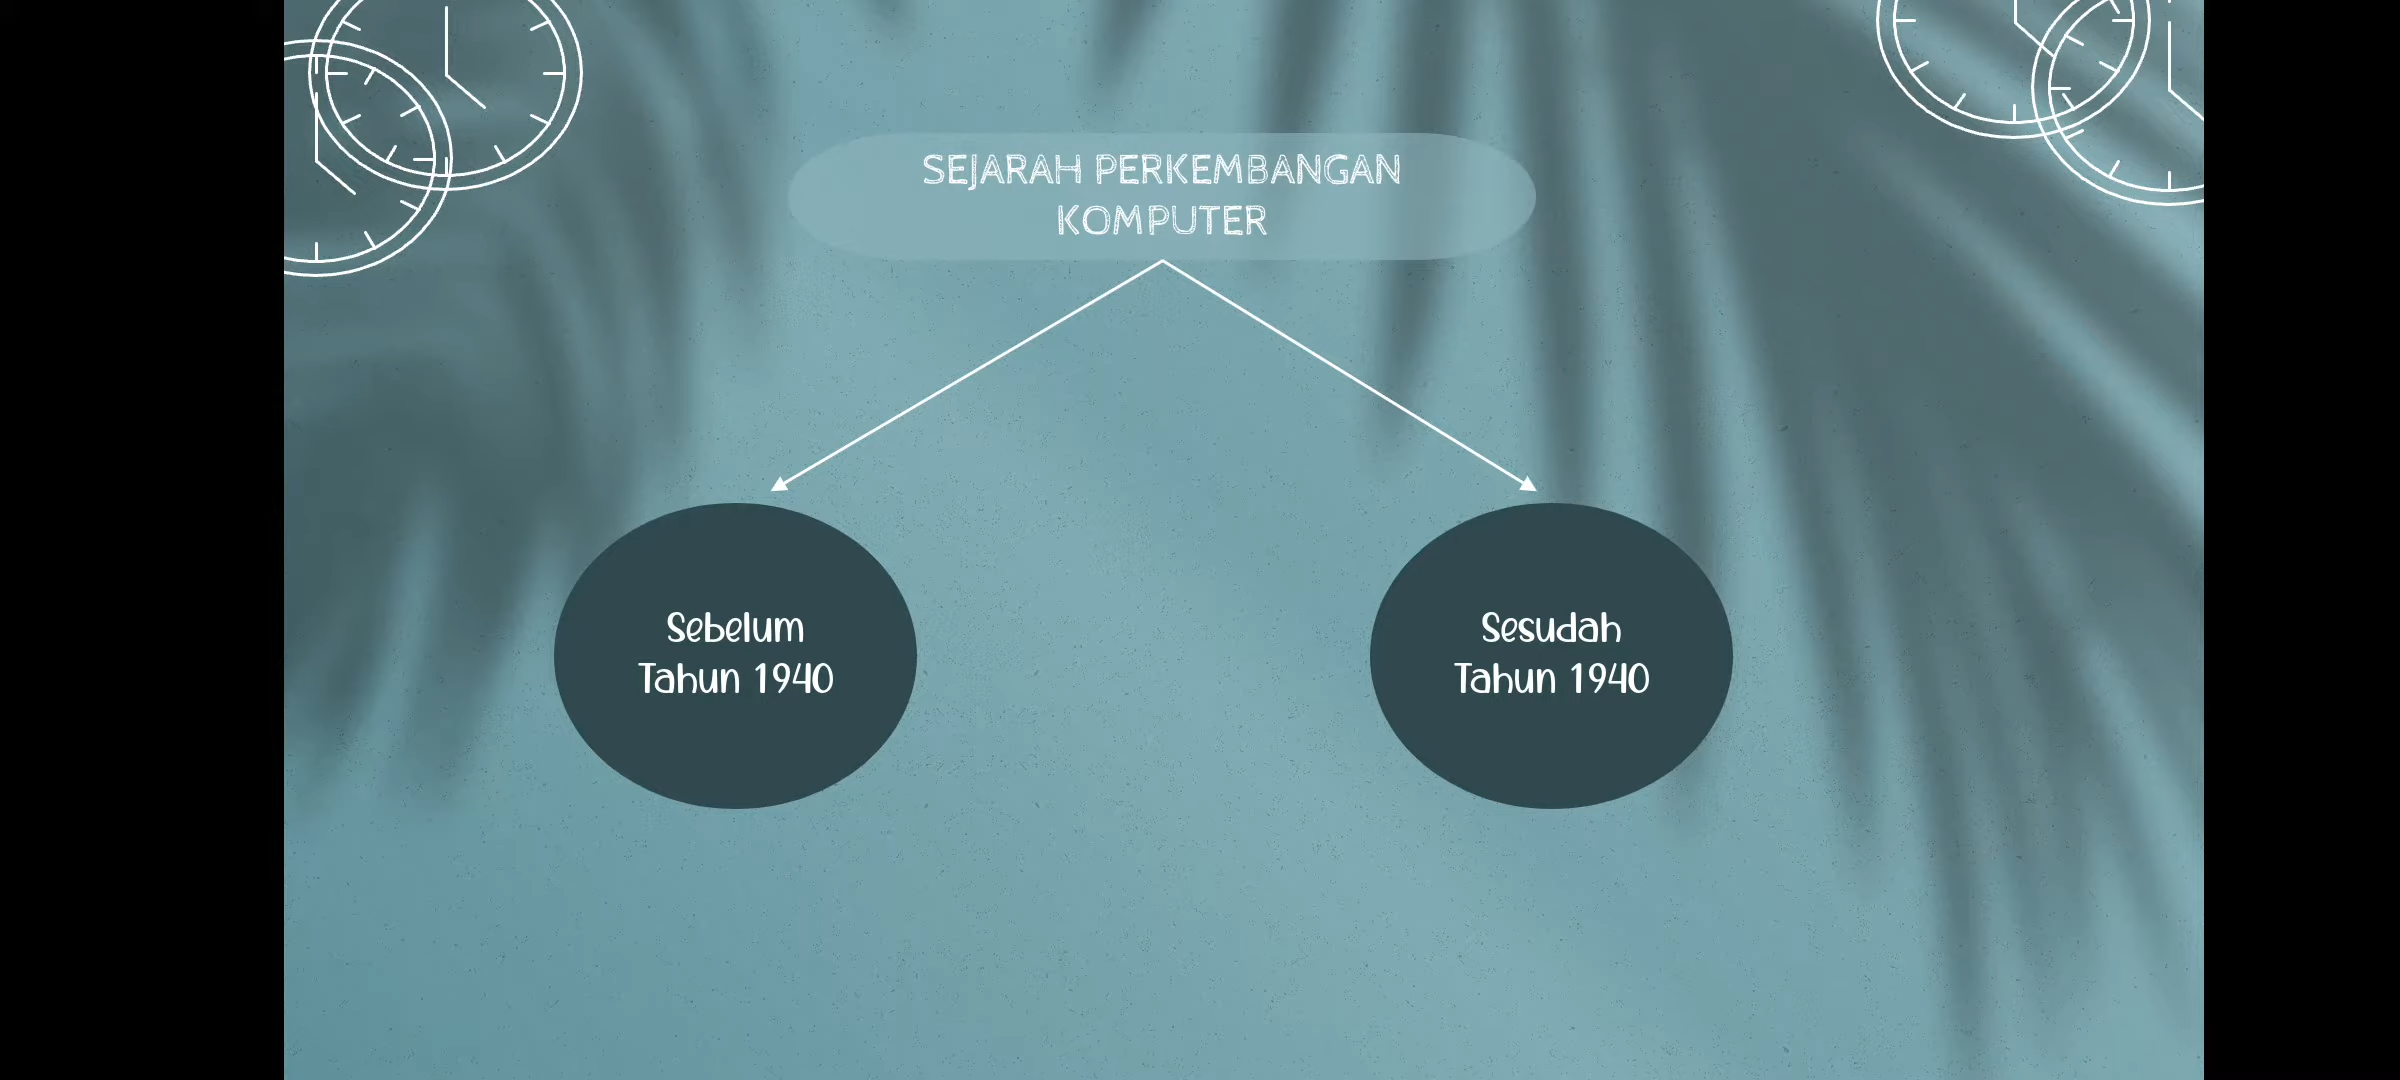 SEJARAH PERKEMBANGAN
KOMPUTER
Sebelum
Tahun 1940
Sesudah
Tahun 1940